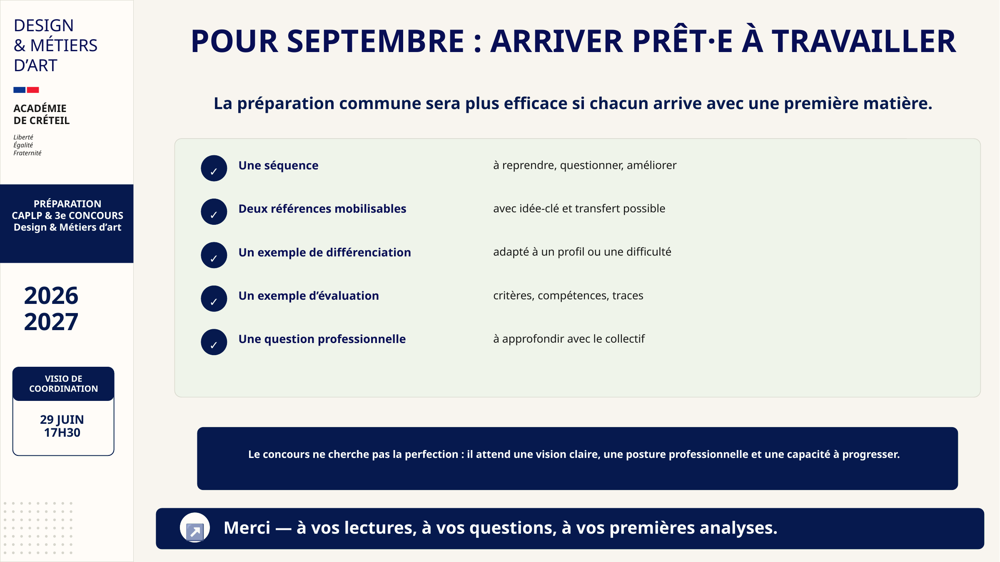 DESIGN
& MÉTIERS
D’ART
ACADÉMIE
DE CRÉTEIL
Liberté
Égalité
Fraternité
PRÉPARATION
CAPLP & 3e CONCOURS
Design & Métiers d’art
2026
2027
VISIO DE
COORDINATION
29 JUIN
17H30
POUR SEPTEMBRE : ARRIVER PRÊT·E À TRAVAILLER
La préparation commune sera plus efficace si chacun arrive avec une première matière.
✓ Une séquence à reprendre, questionner, améliorer
✓ Deux références mobilisables avec idée-clé et transfert possible
✓ Un exemple de différenciation adapté à un profil ou une difficulté
✓ Un exemple d’évaluation critères, compétences, traces
✓ Une question professionnelle à approfondir avec le collectif
Le concours ne cherche pas la perfection : il attend une vision claire, une posture professionnelle et une capacité à progresser.
Merci — à vos lectures, à vos questions, à vos premières analyses.